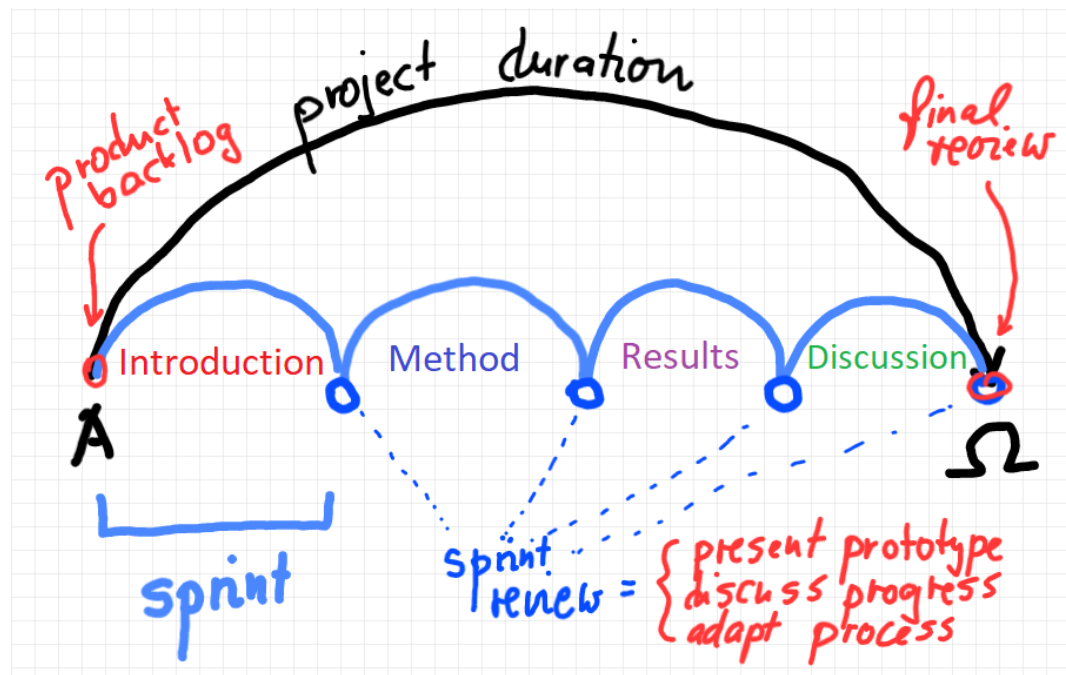 project duration
product
backlog
final
review
Introduction
Method
Results
Discussion
A
Ω
sprint
sprint
review = { present prototype
discuss progress
adapt process